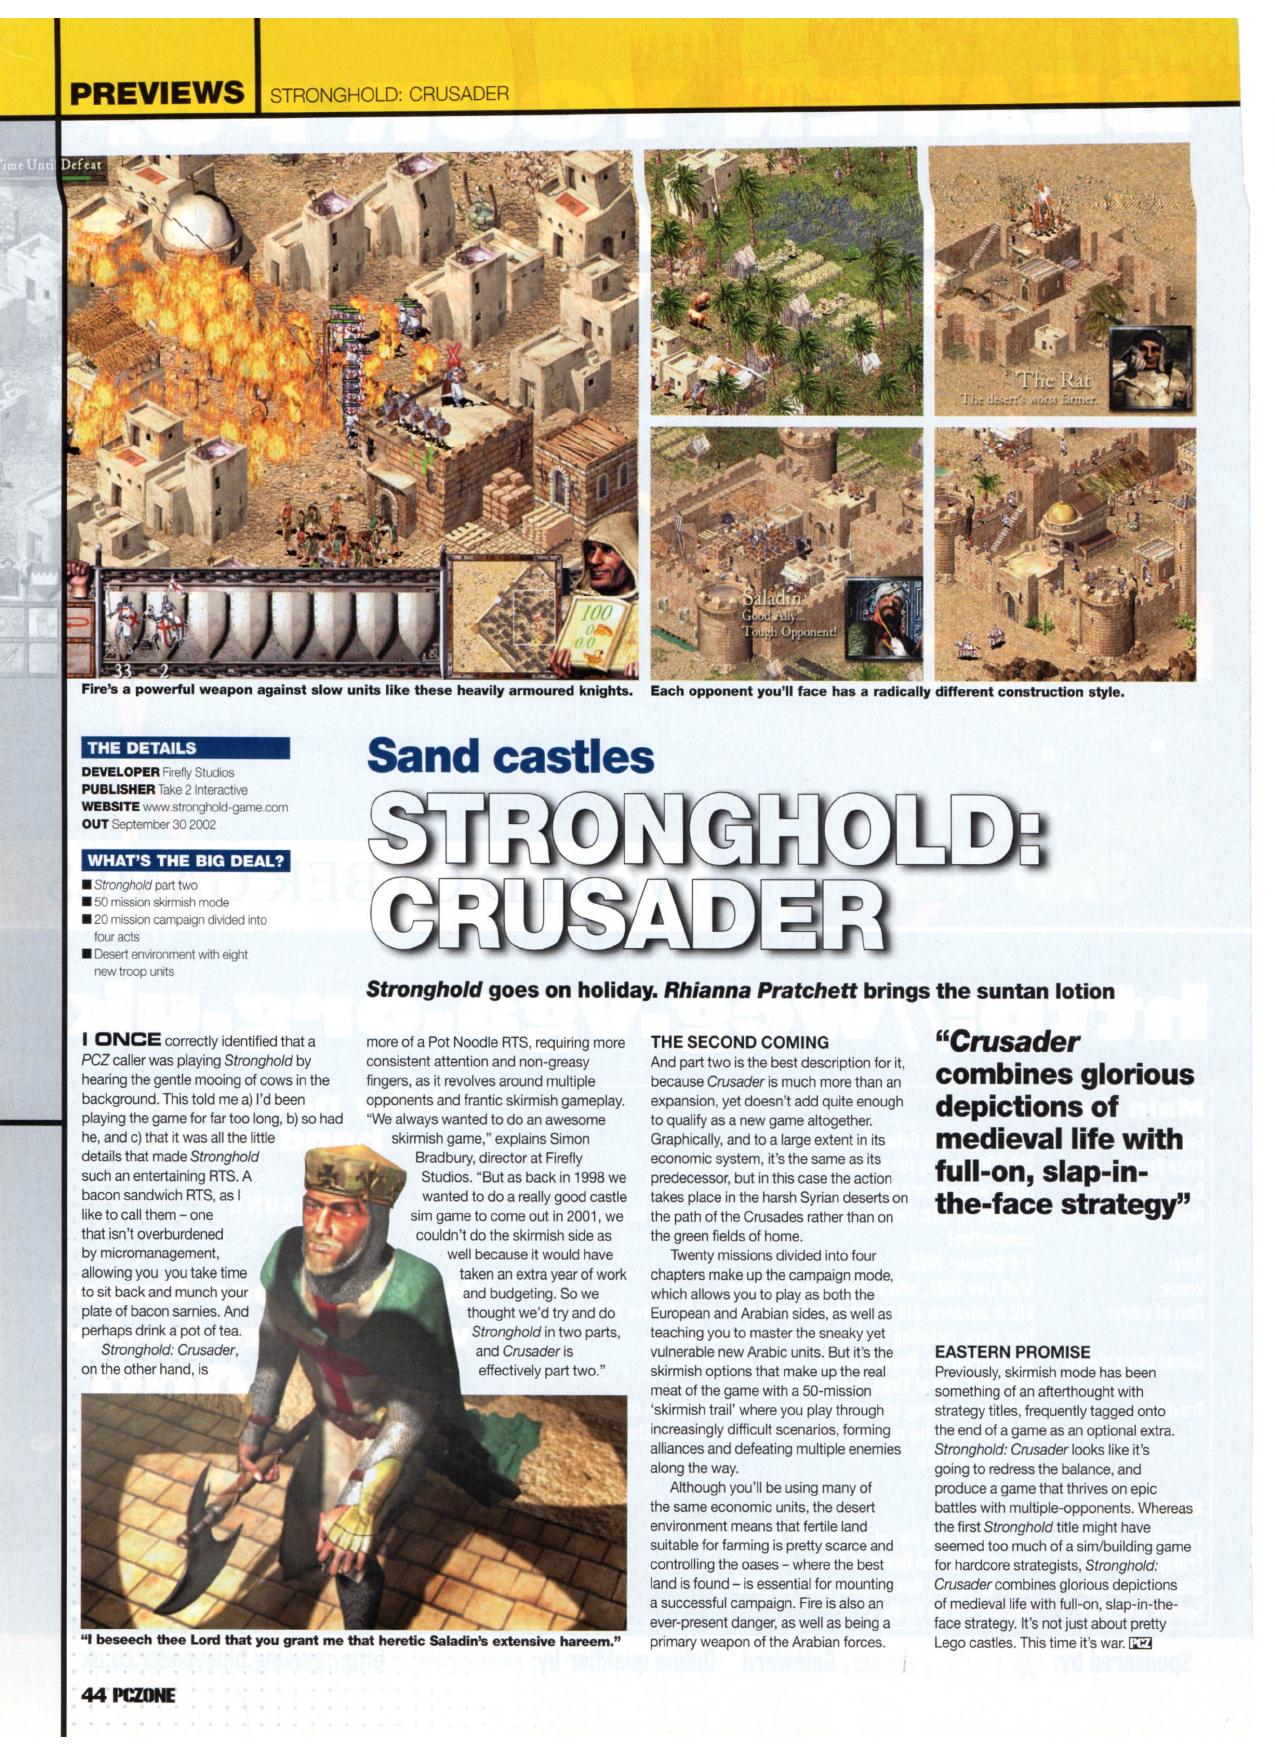 PREVIEWS
STRONGHOLD: CRUSADER
Time Until Defeat
The Rat
The desert's worst farmer.
Saladin
Good Ally...
Tough Opponent!
100
33 2
Fire's a powerful weapon against slow units like these heavily armoured knights.
Each opponent you'll face has a radically different construction style.
THE DETAILS
DEVELOPER Firefly Studios
PUBLISHER Take 2 Interactive
WEBSITE www.stronghold-game.com
OUT September 30 2002
WHAT'S THE BIG DEAL?
■ Stronghold part two
■ 50 mission skirmish mode
■ 20 mission campaign divided into
four acts
■ Desert environment with eight
new troop units
Sand castles
STRONGHOLD:
CRUSADER
Stronghold goes on holiday. Rhianna Pratchett brings the suntan lotion
I ONCE correctly identified that a
PCZ caller was playing Stronghold by
hearing the gentle mooing of cows in the
background. This told me a) I'd been
playing the game for far too long, b) so had
he, and c) that it was all the little
details that made Stronghold
such an entertaining RTS. A
bacon sandwich RTS, as I
like to call them – one
that isn't overburdened
by micromanagement,
allowing you you take time
to sit back and munch your
plate of bacon sarnies. And
perhaps drink a pot of tea.
Stronghold: Crusader,
on the other hand, is
more of a Pot Noodle RTS, requiring more
consistent attention and non-greasy
fingers, as it revolves around multiple
opponents and frantic skirmish gameplay.
"We always wanted to do an awesome
skirmish game," explains Simon
Bradbury, director at Firefly
Studios. "But as back in 1998 we
wanted to do a really good castle
sim game to come out in 2001, we
couldn't do the skirmish side as
well because it would have
taken an extra year of work
and budgeting. So we
thought we'd try and do
Stronghold in two parts,
and Crusader is
effectively part two."
"I beseech thee Lord that you grant me that heretic Saladin's extensive hareem."
THE SECOND COMING
And part two is the best description for it,
because Crusader is much more than an
expansion, yet doesn't add quite enough
to qualify as a new game altogether.
Graphically, and to a large extent in its
economic system, it's the same as its
predecessor, but in this case the action
takes place in the harsh Syrian deserts on
the path of the Crusades rather than on
the green fields of home.
Twenty missions divided into four
chapters make up the campaign mode,
which allows you to play as both the
European and Arabian sides, as well as
teaching you to master the sneaky yet
vulnerable new Arabic units. But it's the
skirmish options that make up the real
meat of the game with a 50-mission
'skirmish trail' where you play through
increasingly difficult scenarios, forming
alliances and defeating multiple enemies
along the way.
Although you'll be using many of
the same economic units, the desert
environment means that fertile land
suitable for farming is pretty scarce and
controlling the oases – where the best
land is found – is essential for mounting
a successful campaign. Fire is also an
ever-present danger, as well as being a
primary weapon of the Arabian forces.
"Crusader
combines glorious
depictions of
medieval life with
full-on, slap-in-
the-face strategy"
EASTERN PROMISE
Previously, skirmish mode has been
something of an afterthought with
strategy titles, frequently tagged onto
the end of a game as an optional extra.
Stronghold: Crusader looks like it's
going to redress the balance, and
produce a game that thrives on epic
battles with multiple-opponents. Whereas
the first Stronghold title might have
seemed too much of a sim/building game
for hardcore strategists, Stronghold:
Crusader combines glorious depictions
of medieval life with full-on, slap-in-the-
face strategy. It's not just about pretty
Lego castles. This time it's war. PCZ
44 PCZONE